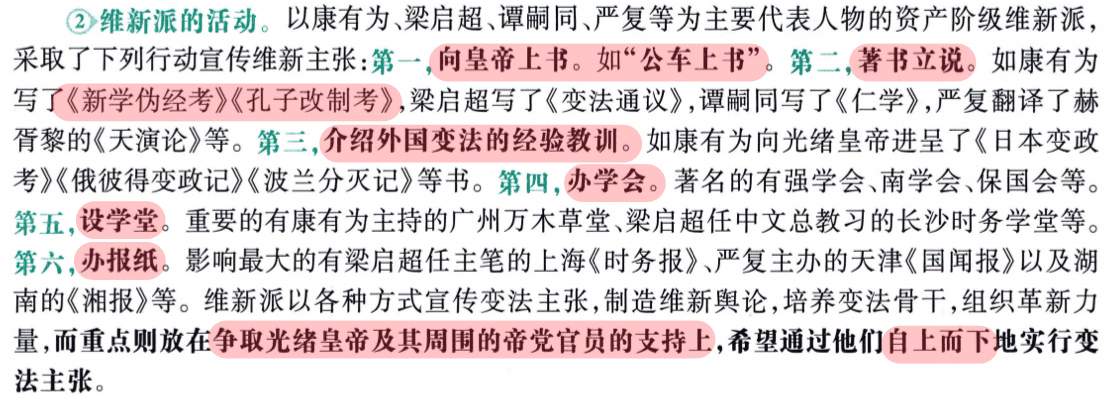 ②维新派的活动。以康有为、梁启超、谭嗣同、严复等为主要代表人物的资产阶级维新派,
采取了下列行动宣传维新主张:第一,向皇帝上书。如“公车上书”。第二,著书立说。如康有为
写了《新学伪经考》《孔子改制考》,梁启超写了《变法通议》,谭嗣同写了《仁学》,严复翻译了赫
胥黎的《天演论》等。第三,介绍外国变法的经验教训。如康有为向光绪皇帝进呈了《日本变政
考》《俄彼得变政记》《波兰分灭记》等书。第四,办学会。著名的有强学会、南学会、保国会等。
第五,设学堂。重要的有康有为主持的广州万木草堂、梁启超任中文总教习的长沙时务学堂等。
第六,办报纸。影响最大的有梁启超任主笔的上海《时务报》、严复主办的天津《国闻报》以及湖
南的《湘报》等。维新派以各种方式宣传变法主张,制造维新舆论,培养变法骨干,组织革新力
量,而重点则放在争取光绪皇帝及其周围的帝党官员的支持上,希望通过他们自上而下地实行变
法主张。